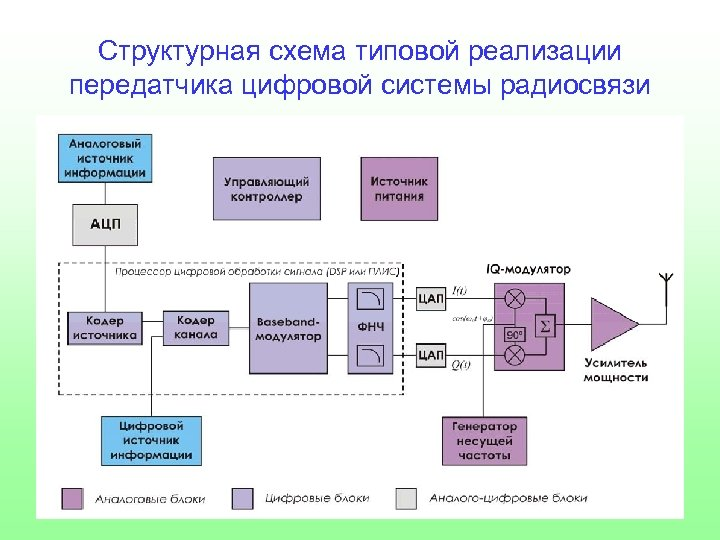 Структурная схема типовой реализации
передатчика цифровой системы радиосвязи
Аналоговый
источник
информации
Управляющий
контроллер
Источник
питания
АЦП
Процессор цифровой обработки сигнала (DSP или ПЛИС)
IQ-модулятор
Кодер
источника
Кодер
канала
Baseband-
модулятор
ФНЧ
ЦАП
I(t)
90°
Σ
ЦАП
Q(t)
Усилитель
мощности
Цифровой
источник
информации
Генератор
несущей
частоты
Аналоговые блоки
Цифровые блоки
Аналого-цифровые блоки